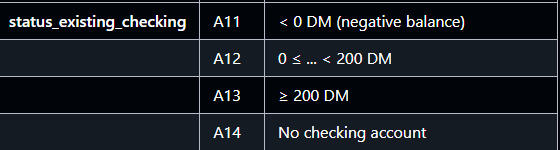 status_existing_checking A11 < 0 DM (negative balance)
A12 0 ≤ ... < 200 DM
A13 ≥ 200 DM
A14 No checking account